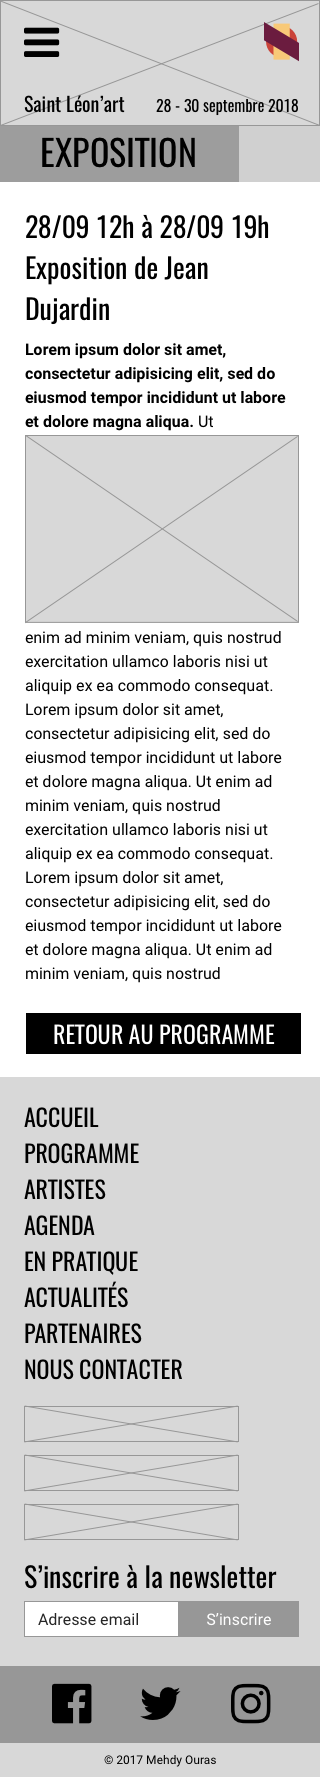 Saint Léon’art 28 - 30 septembre 2018
EXPOSITION
28/09 12h à 28/09 19h
Exposition de Jean
Dujardin
Lorem ipsum dolor sit amet,
consectetur adipisicing elit, sed do
eiusmod tempor incididunt ut labore
et dolore magna aliqua. Ut
enim ad minim veniam, quis nostrud
exercitation ullamco laboris nisi ut
aliquip ex ea commodo consequat.
Lorem ipsum dolor sit amet,
consectetur adipisicing elit, sed do
eiusmod tempor incididunt ut labore
et dolore magna aliqua. Ut enim ad
minim veniam, quis nostrud
exercitation ullamco laboris nisi ut
aliquip ex ea commodo consequat.
Lorem ipsum dolor sit amet,
consectetur adipisicing elit, sed do
eiusmod tempor incididunt ut labore
et dolore magna aliqua. Ut enim ad
minim veniam, quis nostrud
RETOUR AU PROGRAMME
ACCUEIL
PROGRAMME
ARTISTES
AGENDA
EN PRATIQUE
ACTUALITÉS
PARTENAIRES
NOUS CONTACTER
S’inscrire à la newsletter
Adresse email S’inscrire
© 2017 Mehdy Ouras